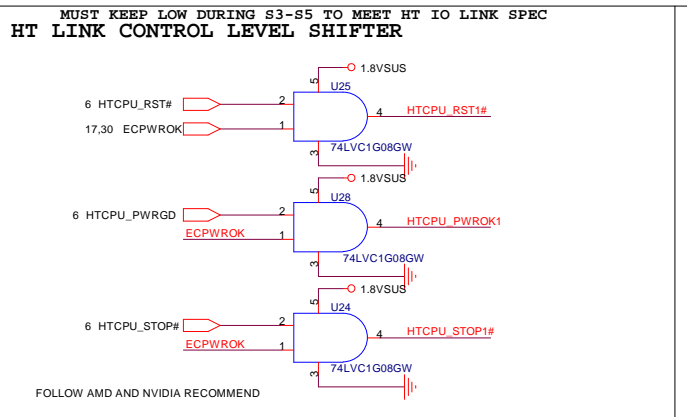 MUST KEEP LOW DURING S3-S5 TO MEET HT IO LINK SPEC
HT LINK CONTROL LEVEL SHIFTER
1.8VSUS
5
U25
6 HTCPU_RST#
2
4
HTCPU_RST1#
17,30 ECPWROK
1
3
74LVC1G08GW
1.8VSUS
5
U28
6 HTCPU_PWRGD
2
4
HTCPU_PWROK1
ECPWROK
1
3
74LVC1G08GW
1.8VSUS
5
U24
6 HTCPU_STOP#
2
4
HTCPU_STOP1#
ECPWROK
1
3
74LVC1G08GW
FOLLOW AMD AND NVIDIA RECOMMEND